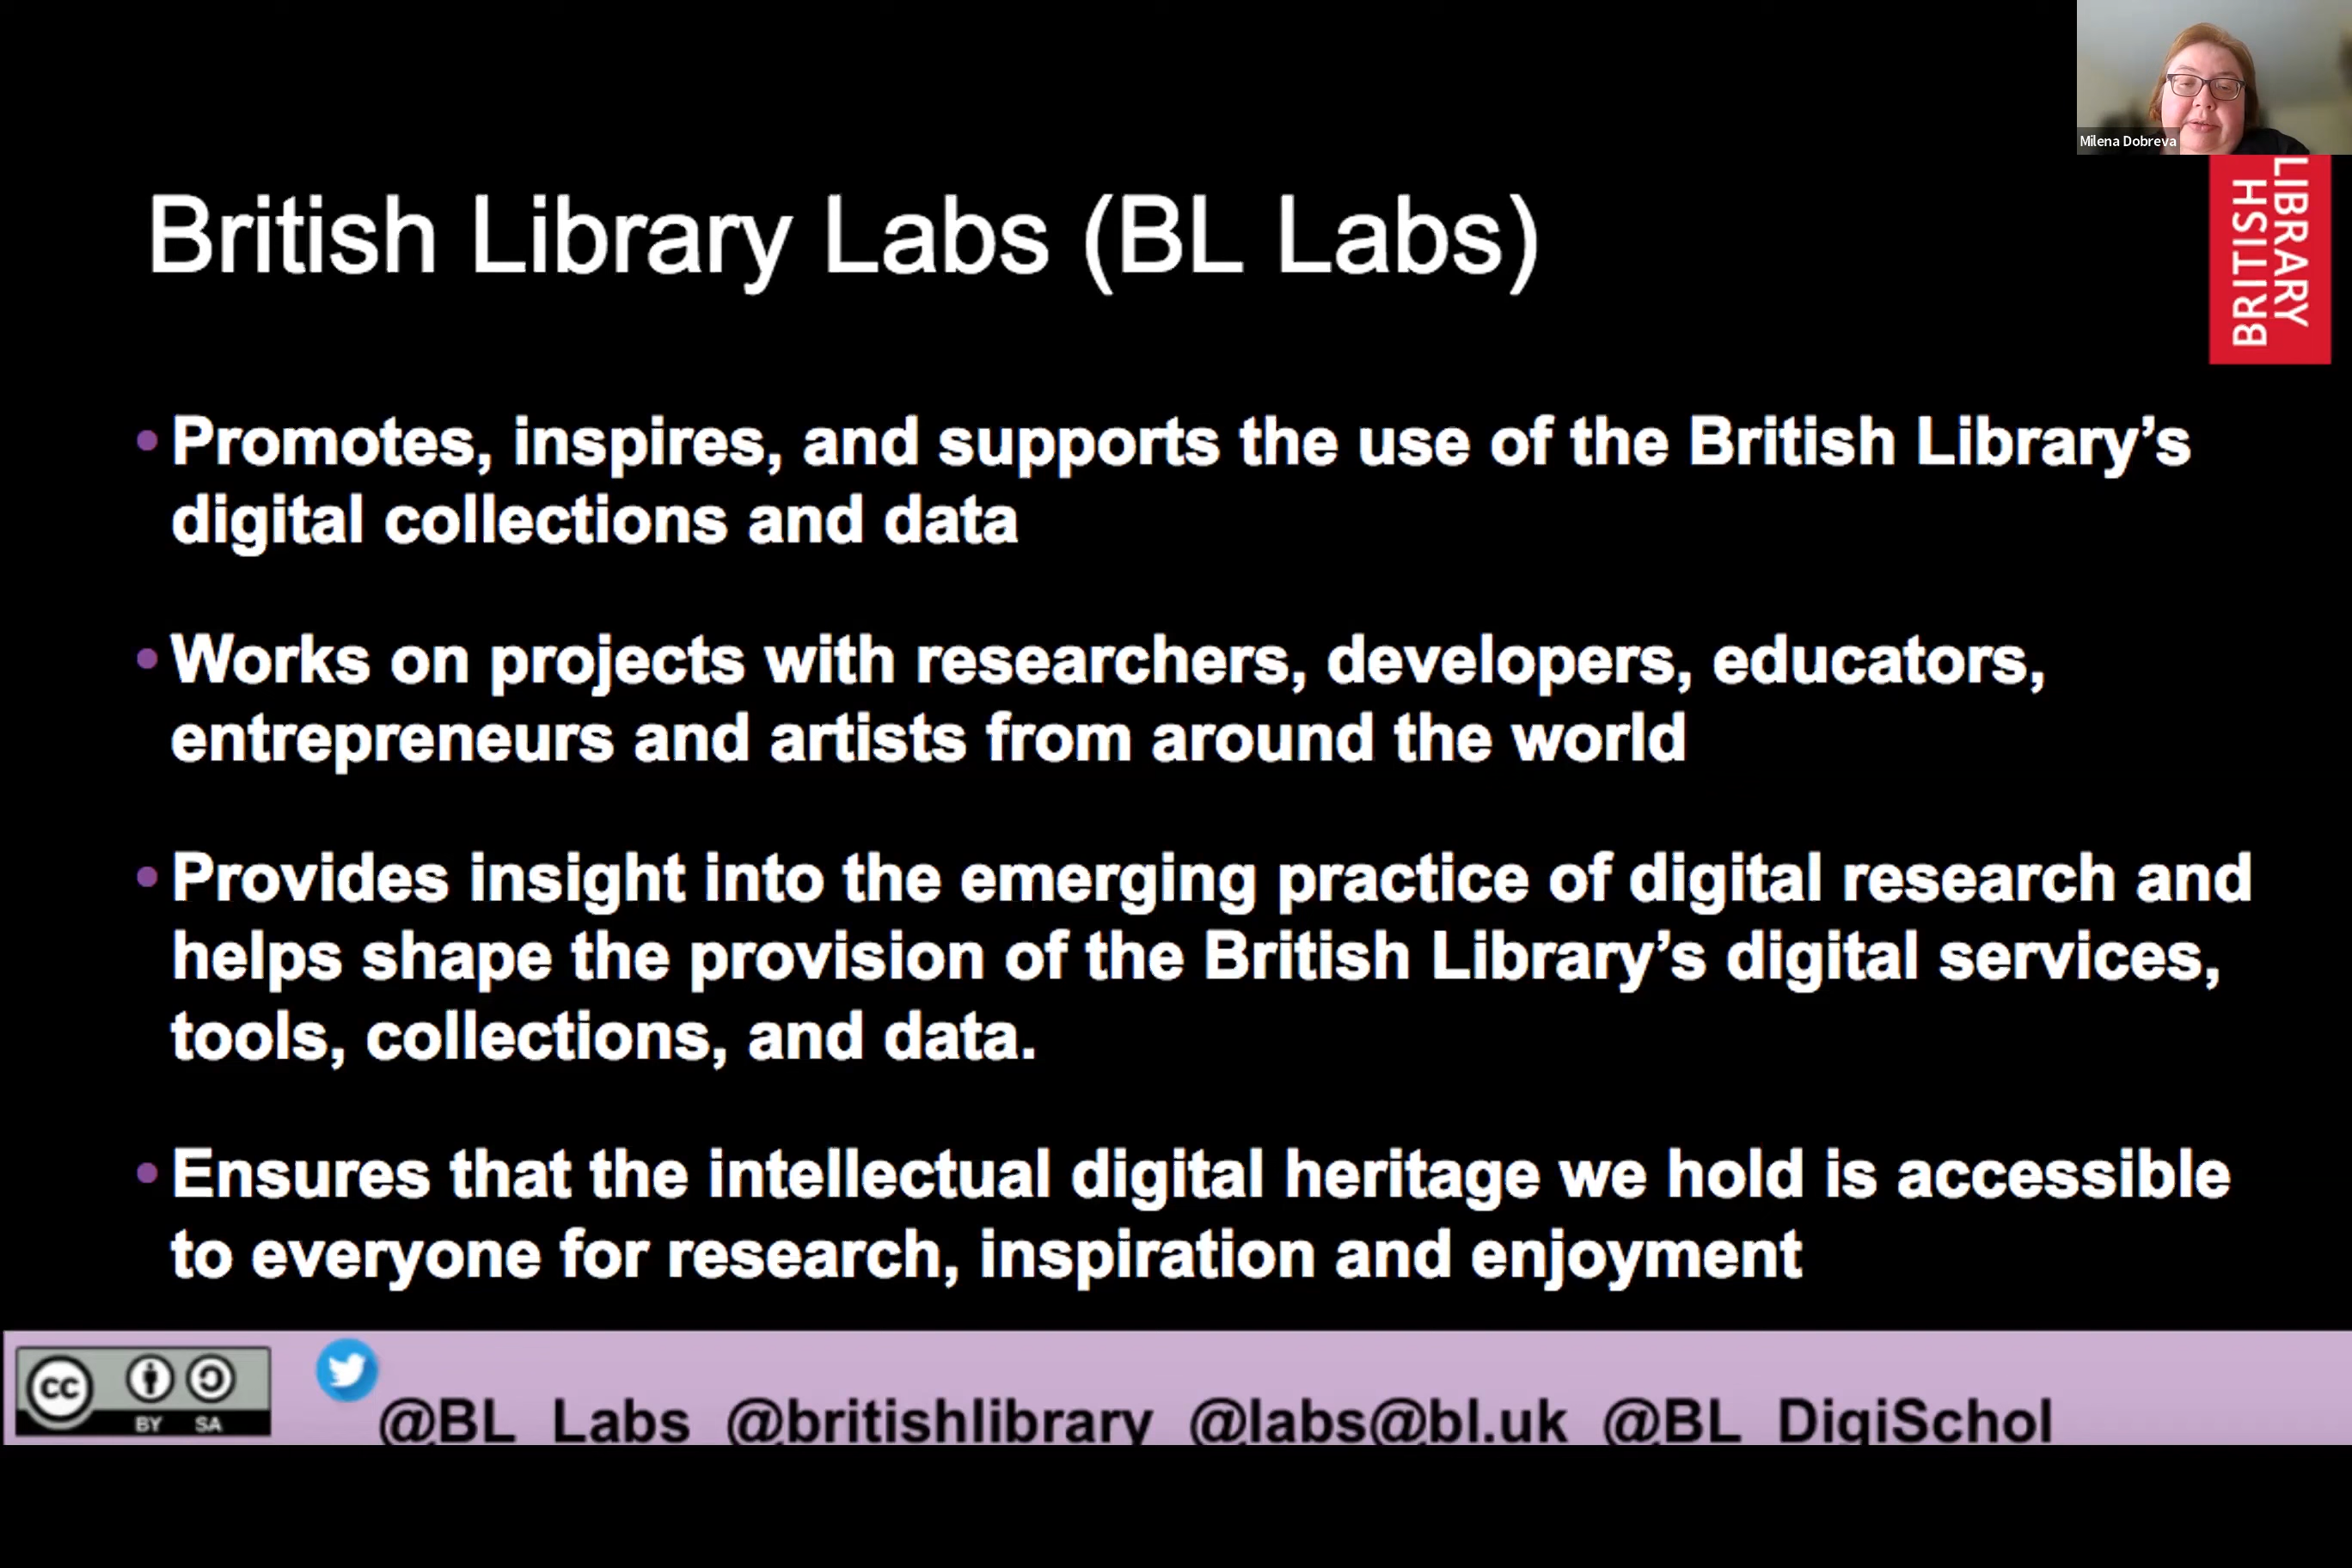 Milena Dobreva
BRITISH
LIBRARY
British Library Labs (BL Labs)
• Promotes, inspires, and supports the use of the British Library’s
digital collections and data
• Works on projects with researchers, developers, educators,
entrepreneurs and artists from around the world
• Provides insight into the emerging practice of digital research and
helps shape the provision of the British Library’s digital services,
tools, collections, and data.
• Ensures that the intellectual digital heritage we hold is accessible
to everyone for research, inspiration and enjoyment
cc BY SA
@BL_Labs @britishlibrary @labs@bl.uk @BL_DigiSchol